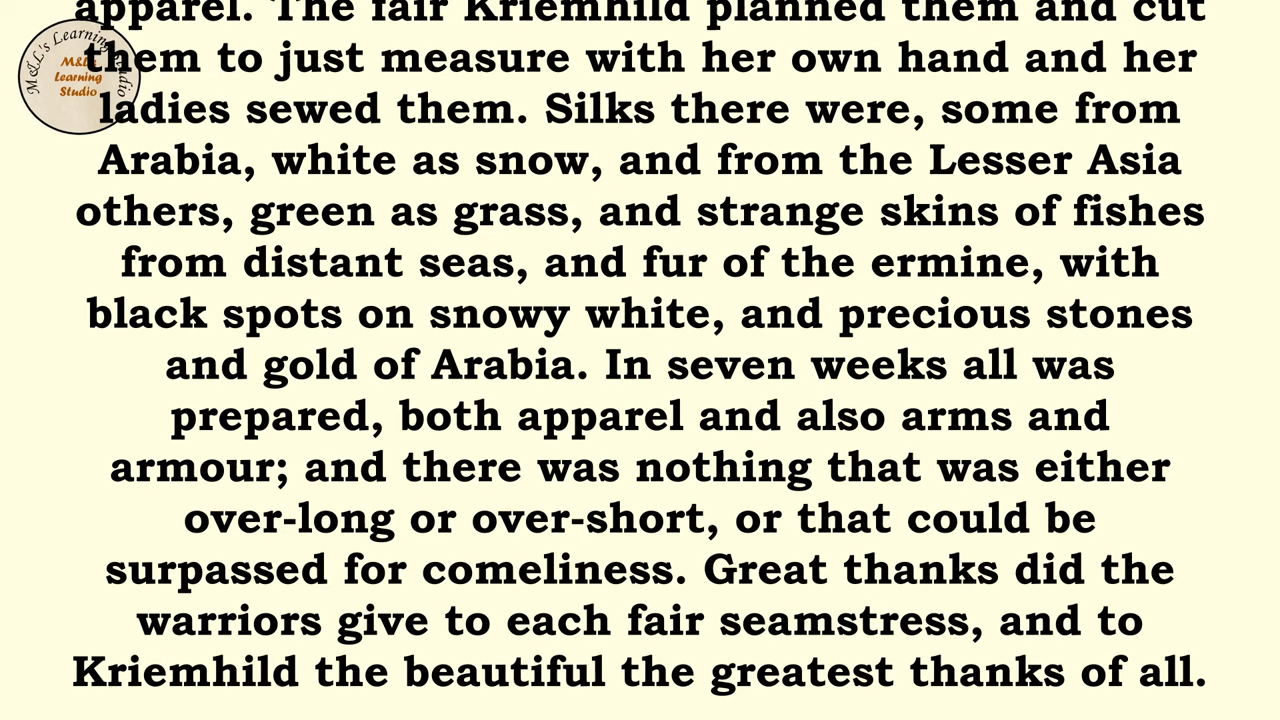 apparel. The fair Kriemhild planned them and cut
them to just measure with her own hand and her
ladies sewed them. Silks there were, some from
Arabia, white as snow, and from the Lesser Asia
others, green as grass, and strange skins of fishes
from distant seas, and fur of the ermine, with
black spots on snowy white, and precious stones
and gold of Arabia. In seven weeks all was
prepared, both apparel and also arms and
armour; and there was nothing that was either
over-long or over-short, or that could be
surpassed for comeliness. Great thanks did the
warriors give to each fair seamstress, and to
Kriemhild the beautiful the greatest thanks of all.
M&L's Learning Studio
M&L's
Learning
Studio